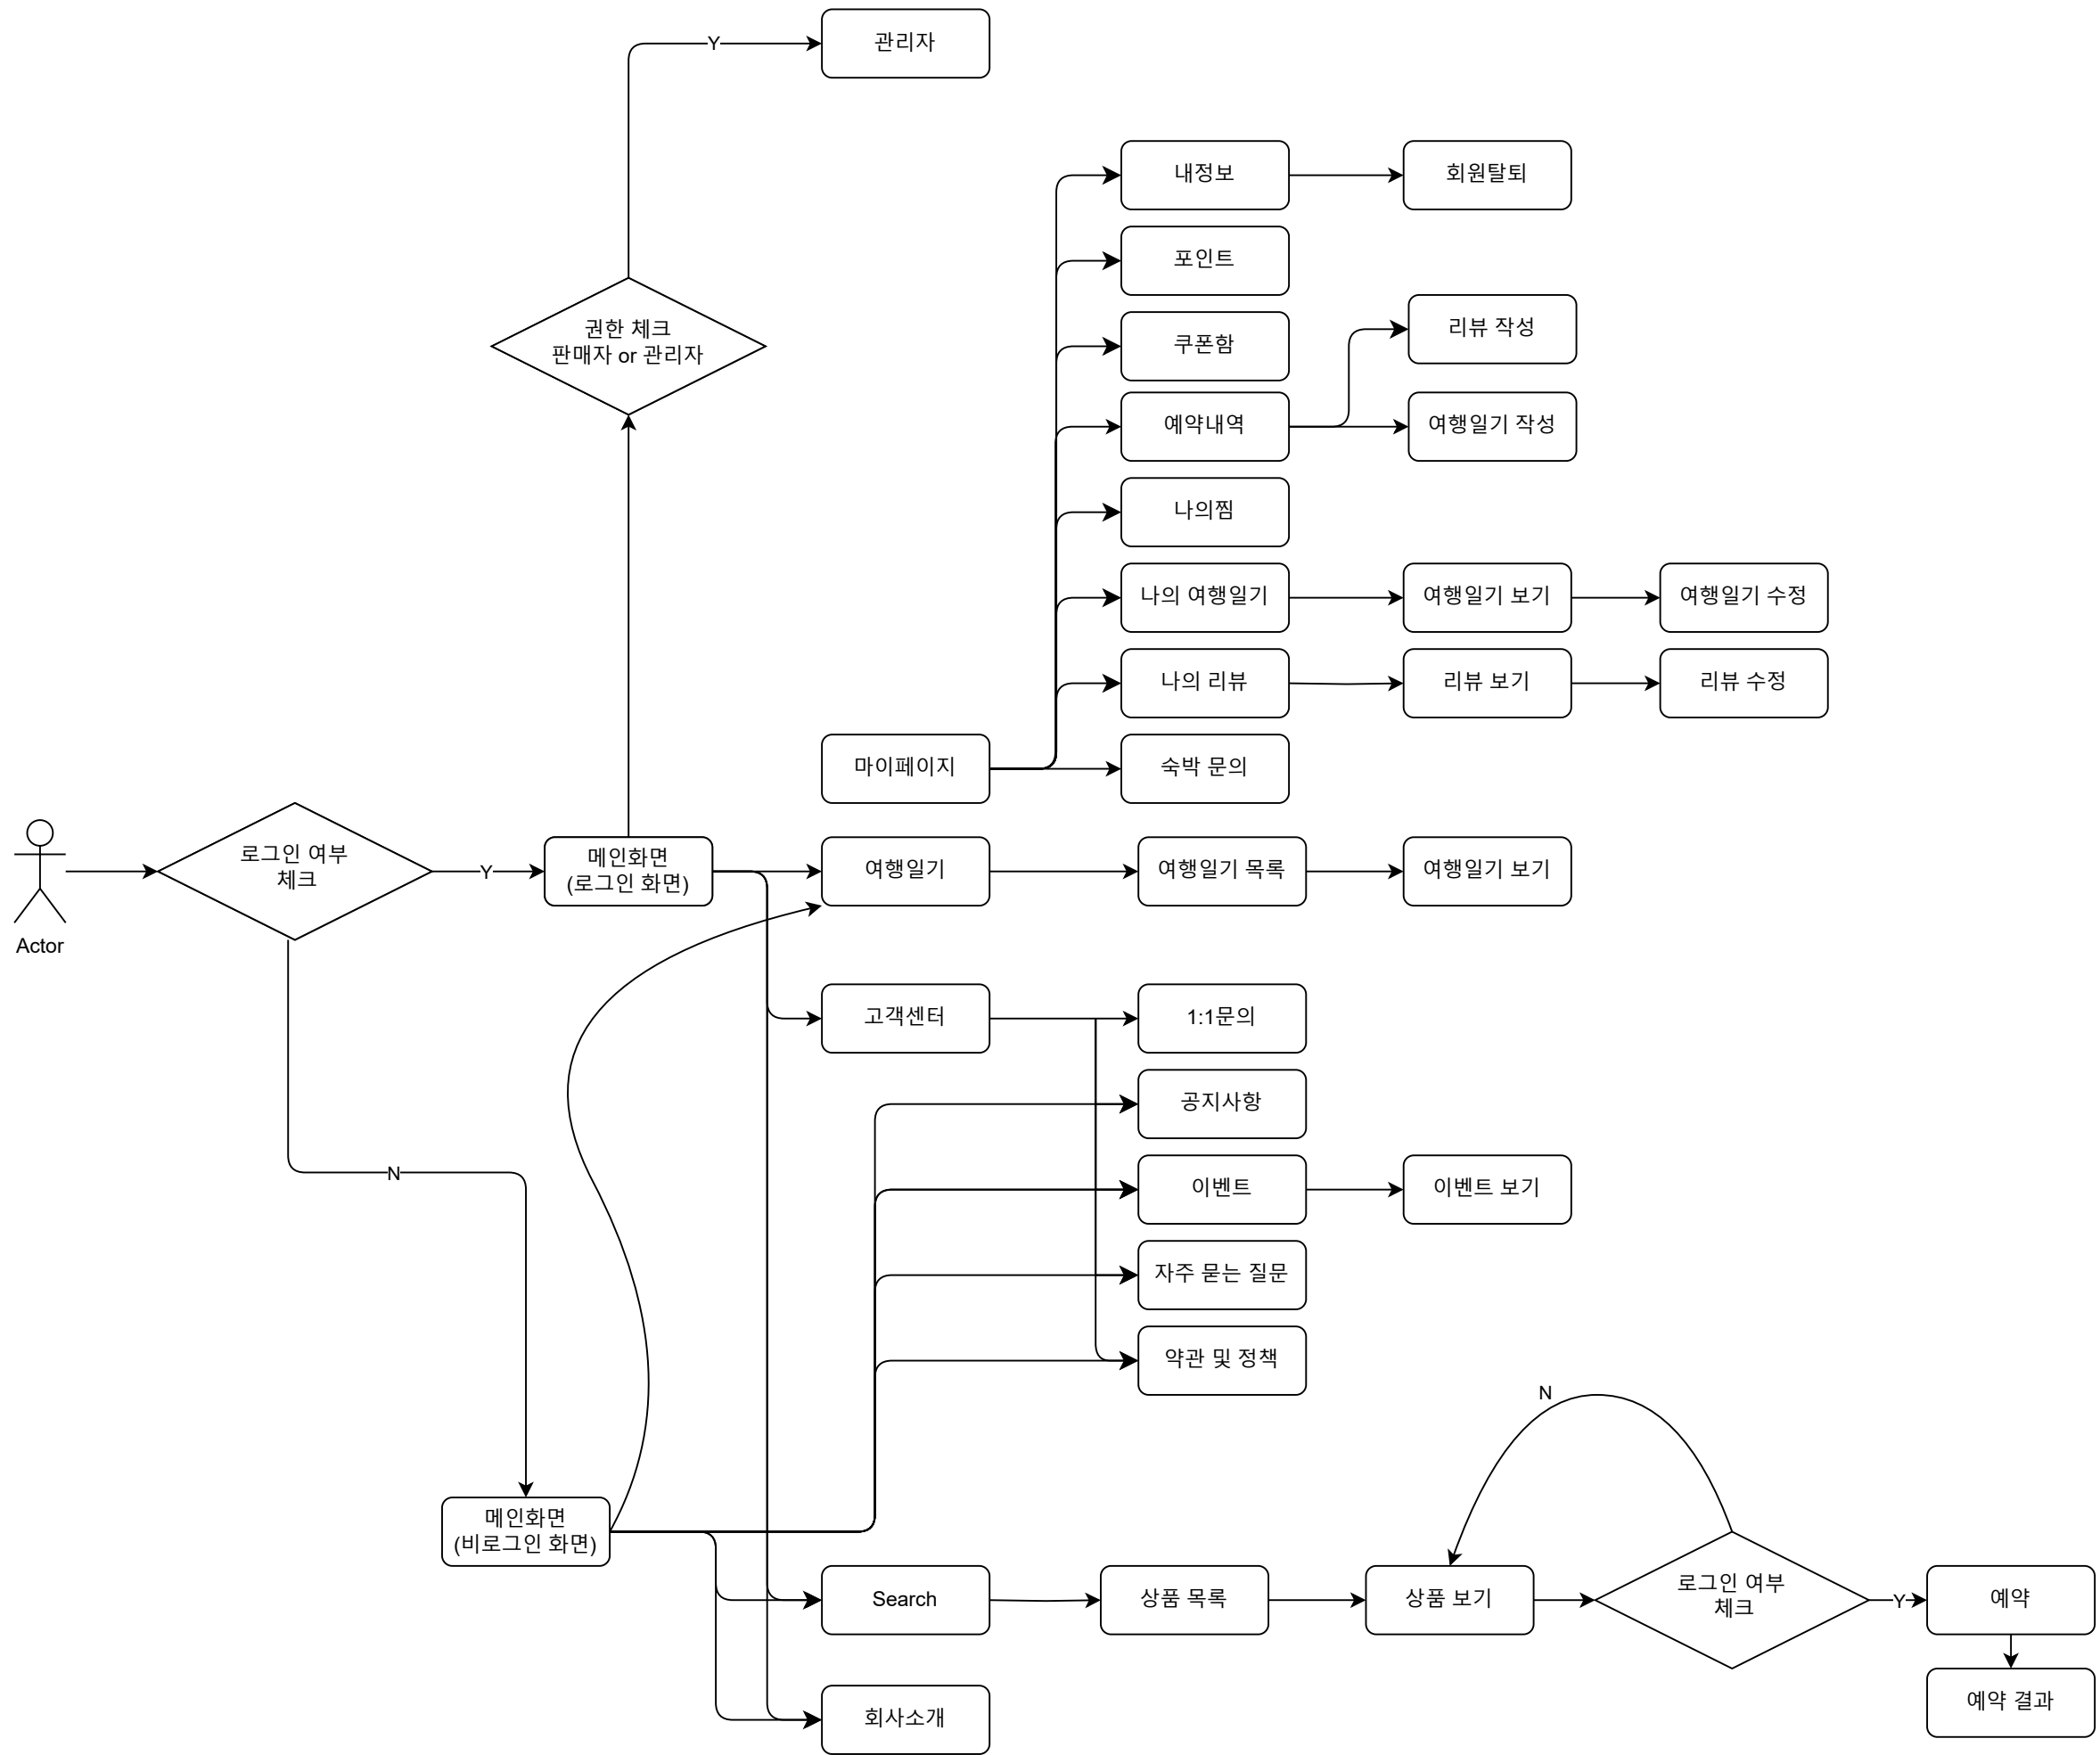 Y
관리자
내정보
회원탈퇴
포인트
권한 체크
판매자 or 관리자
쿠폰함
리뷰 작성
예약내역
여행일기 작성
나의찜
나의 여행일기
여행일기 보기
여행일기 수정
나의 리뷰
리뷰 보기
리뷰 수정
마이페이지
숙박 문의
Actor
로그인 여부
체크
Y
메인화면
(로그인 화면)
여행일기
여행일기 목록
여행일기 보기
고객센터
1:1문의
공지사항
N
이벤트
이벤트 보기
자주 묻는 질문
약관 및 정책
N
메인화면
(비로그인 화면)
Search
상품 목록
상품 보기
로그인 여부
체크
Y
예약
예약 결과
회사소개